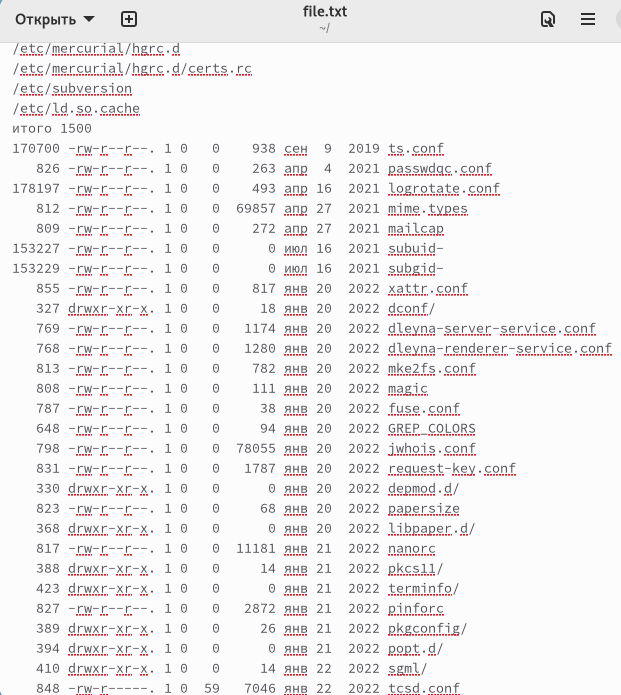 Открыть
file.txt
~/
/etc/mercurial/hgrc.d
/etc/mercurial/hgrc.d/certs.rc
/etc/subversion
/etc/ld.so.cache
итого 1500
170700 -rw-r--r--. 1 0 0 938 сен 9 2019 ts.conf
826 -rw-r--r--. 1 0 0 263 апр 4 2021 passwdqc.conf
178197 -rw-r--r--. 1 0 0 493 апр 16 2021 logrotate.conf
812 -rw-r--r--. 1 0 0 69857 апр 27 2021 mime.types
809 -rw-r--r--. 1 0 0 272 апр 27 2021 mailcap
153227 -rw-r--r--. 1 0 0 0 июл 16 2021 subuid-
153229 -rw-r--r--. 1 0 0 0 июл 16 2021 subgid-
855 -rw-r--r--. 1 0 0 817 янв 20 2022 xattr.conf
327 drwxr-xr-x. 1 0 0 18 янв 20 2022 dconf/
769 -rw-r--r--. 1 0 0 1174 янв 20 2022 dleyna-server-service.conf
768 -rw-r--r--. 1 0 0 1280 янв 20 2022 dleyna-renderer-service.conf
813 -rw-r--r--. 1 0 0 782 янв 20 2022 mke2fs.conf
808 -rw-r--r--. 1 0 0 111 янв 20 2022 magic
787 -rw-r--r--. 1 0 0 38 янв 20 2022 fuse.conf
648 -rw-r--r--. 1 0 0 94 янв 20 2022 GREP_COLORS
798 -rw-r--r--. 1 0 0 78055 янв 20 2022 jwhois.conf
831 -rw-r--r--. 1 0 0 1787 янв 20 2022 request-key.conf
330 drwxr-xr-x. 1 0 0 0 янв 20 2022 depmod.d/
823 -rw-r--r--. 1 0 0 68 янв 20 2022 papersize
368 drwxr-xr-x. 1 0 0 0 янв 20 2022 libpaper.d/
817 -rw-r--r--. 1 0 0 11181 янв 21 2022 nanorc
388 drwxr-xr-x. 1 0 0 14 янв 21 2022 pkcs11/
423 drwxr-xr-x. 1 0 0 0 янв 21 2022 terminfo/
827 -rw-r--r--. 1 0 0 2872 янв 21 2022 pinforc
389 drwxr-xr-x. 1 0 0 26 янв 21 2022 pkgconfig/
394 drwxr-xr-x. 1 0 0 0 янв 21 2022 popt.d/
410 drwxr-xr-x. 1 0 0 14 янв 22 2022 sgml/
848 -rw-r-----. 1 0 59 7046 янв 22 2022 tcsd.conf